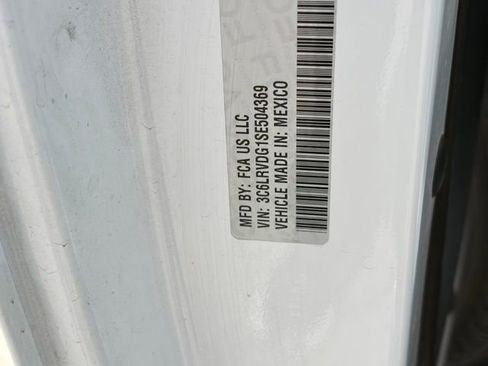 MFD BY: FCA US LLC
VIN: 3C6LRVDG1SE504369
VEHICLE MADE IN: MEXICO